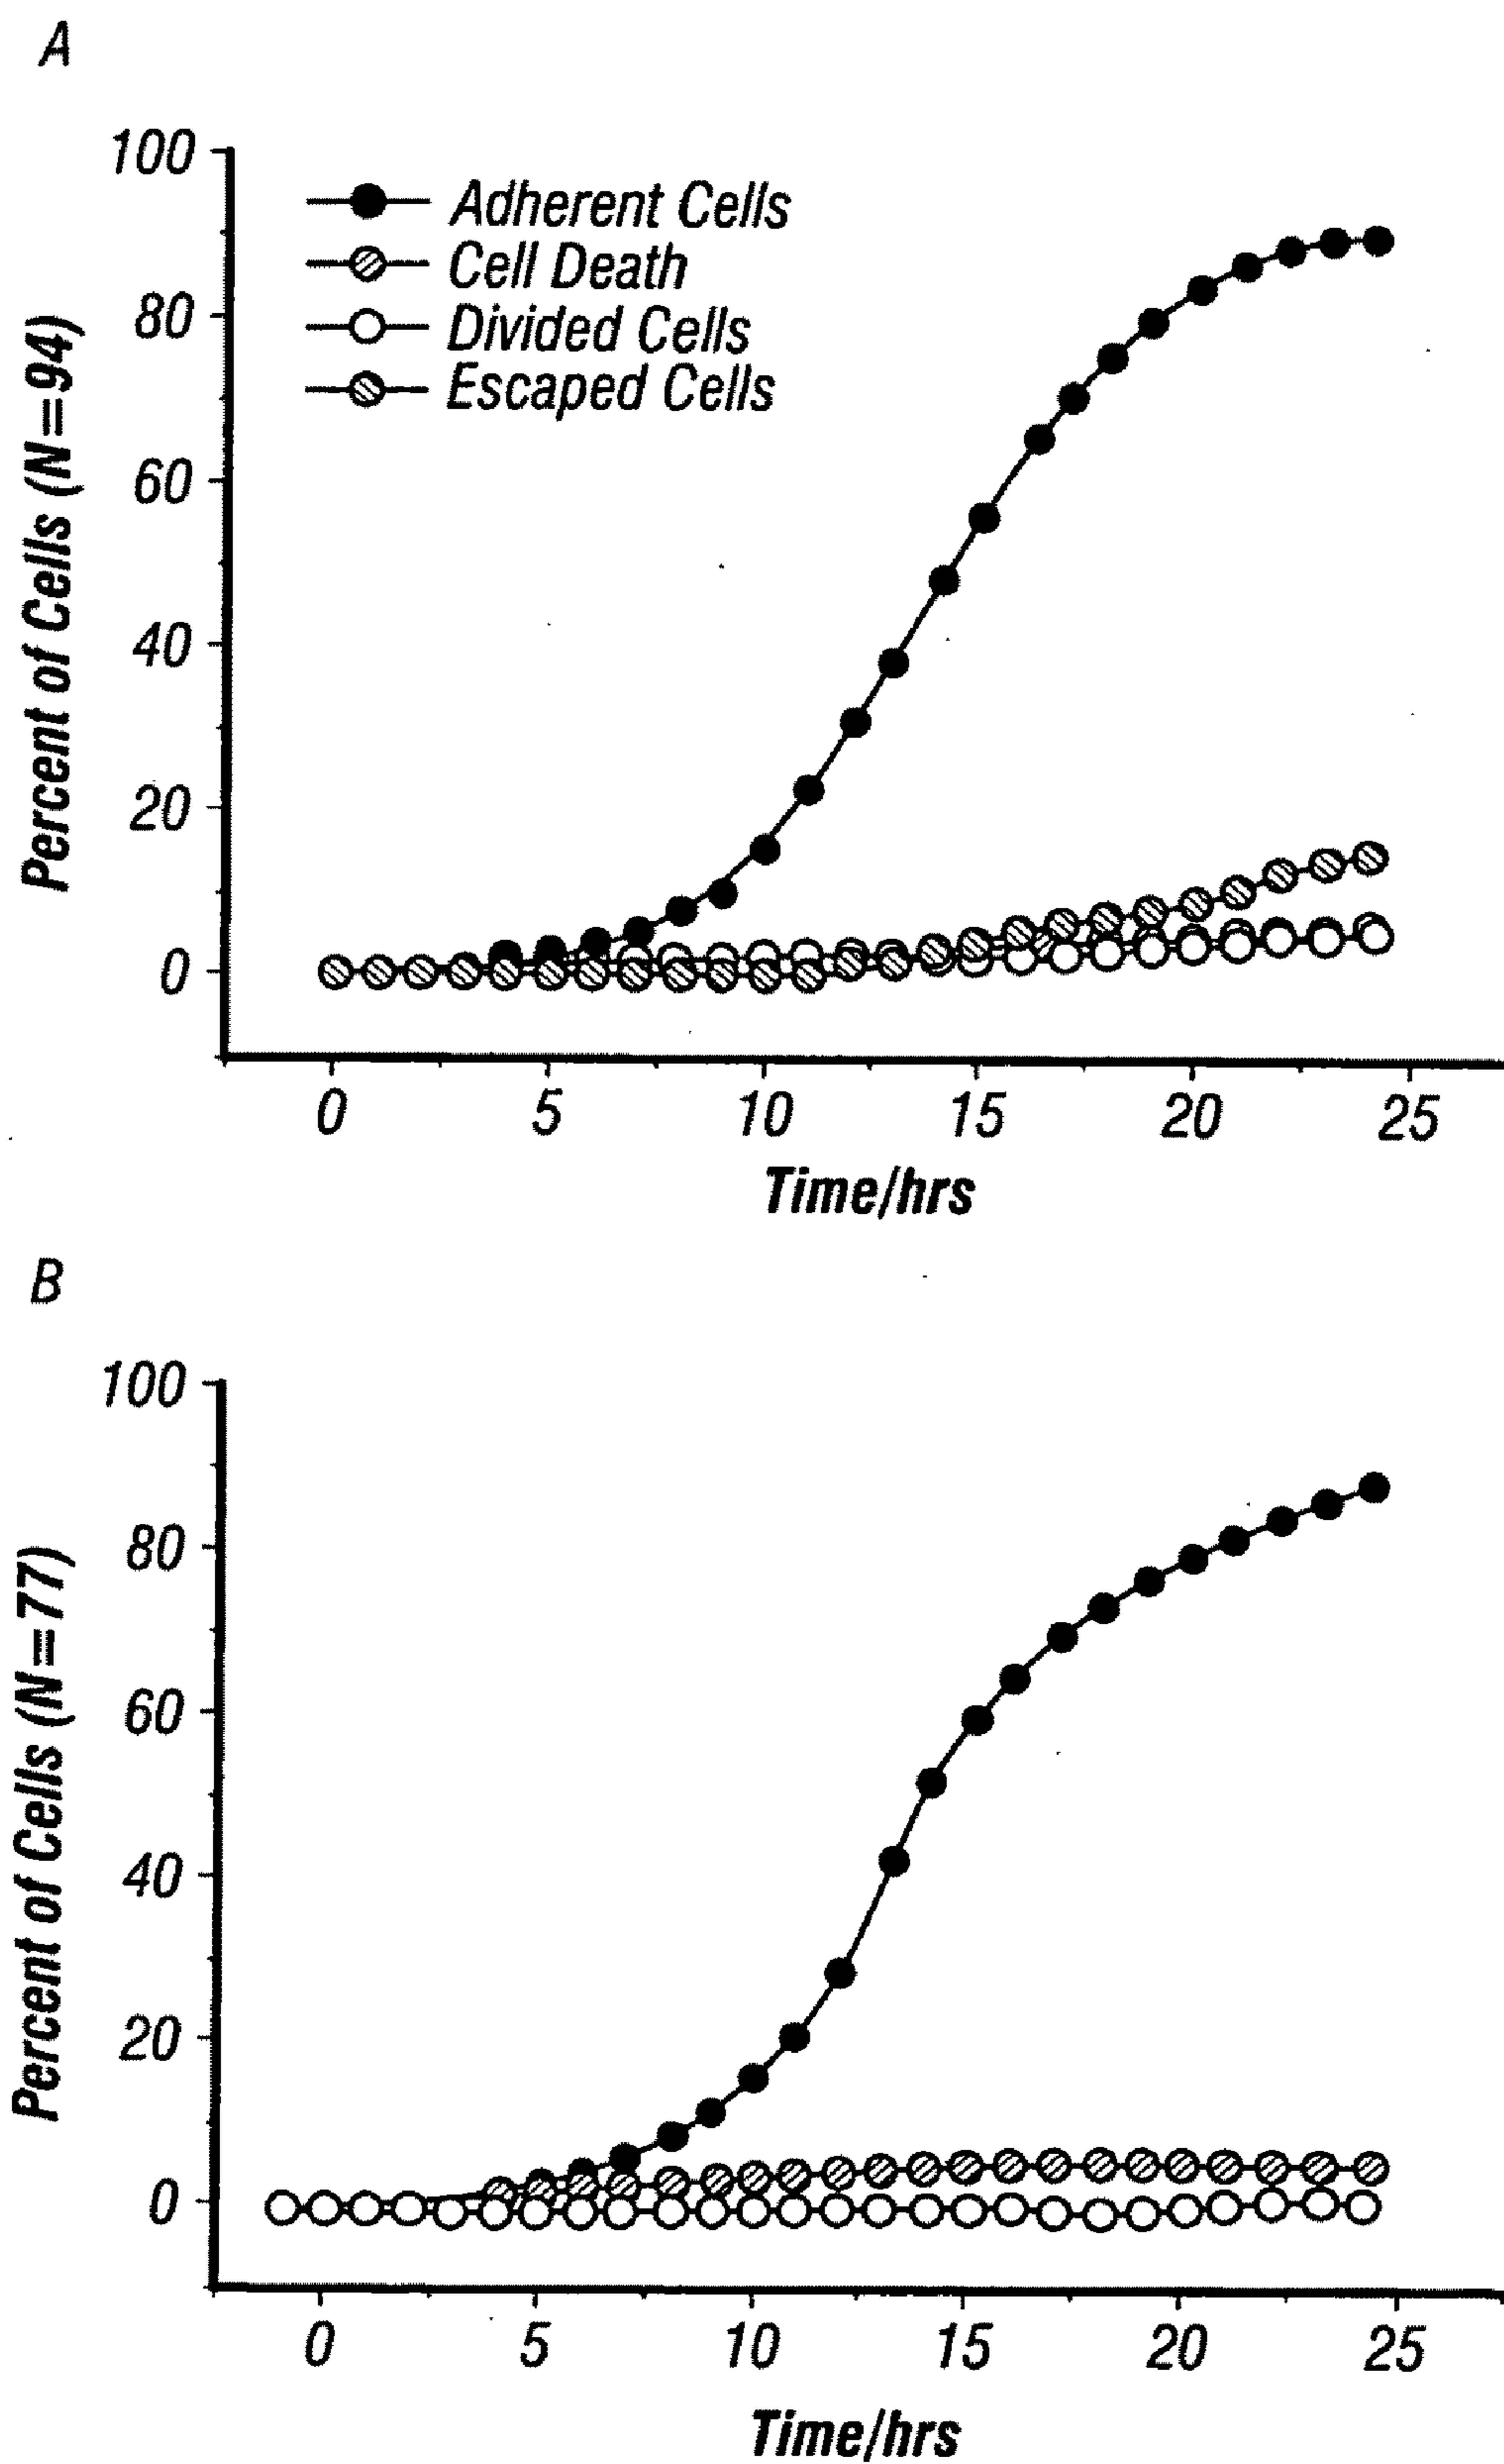 A
100
80
60
40
20
0
Percent of Cells (N=94)
Adherent Cells
Cell Death
Divided Cells
Escaped Cells
0 5 10 15 20 25
Time/hrs
B
100
80
60
40
20
0
Percent of Cells (N=77)
0 5 10 15 20 25
Time/hrs